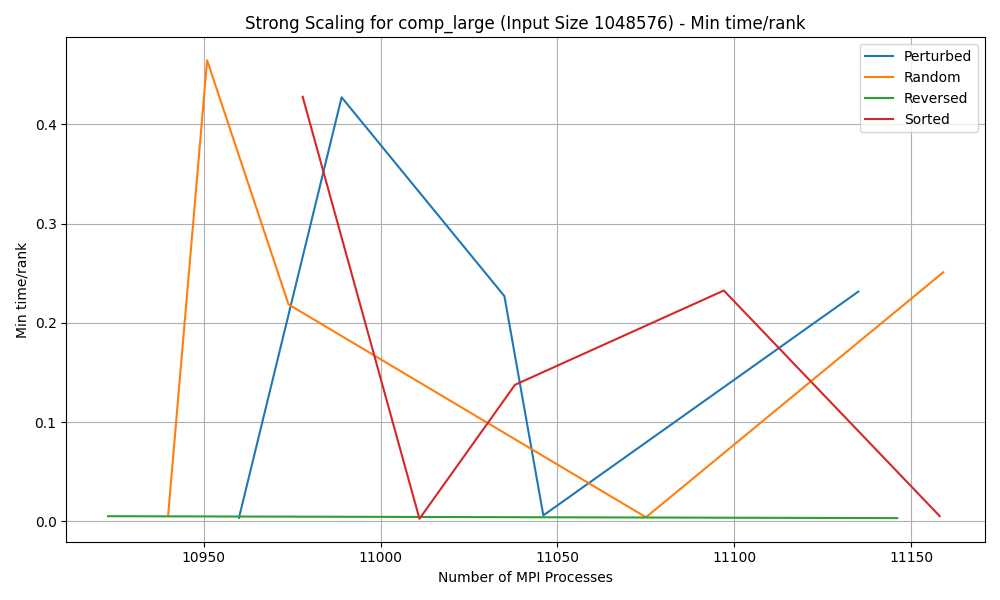 Strong Scaling for comp_large (Input Size 1048576) - Min time/rank
Perturbed
Random
Reversed
Sorted
Min time/rank
0.4
0.3
0.2
0.1
0.0
10950
11000
11050
11100
11150
Number of MPI Processes